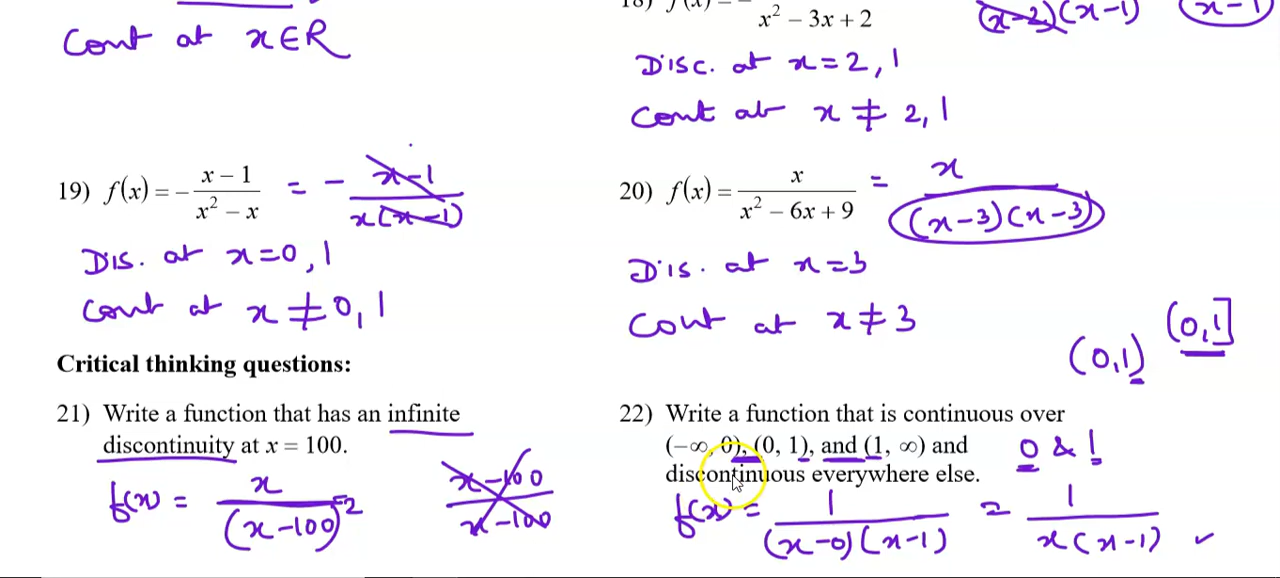 Cont at x∈R
18) f(x) =
x² − 3x + 2
(x-2)(x-1)
x-1
Disc. at x=2,1
Cont at x ≠ 2,1
19) f(x) = − (x − 1)/(x² − x) = - (x-1)/(x(x-1))
Dis. at x=0,1
Cont at x ≠ 0,1
20) f(x) = x/(x² − 6x + 9) = x/((x-3)(x-3))
Dis. at x=3
Cont at x ≠ 3
(0,1) (0,1]
Critical thinking questions:
21) Write a function that has an infinite
discontinuity at x = 100.
f(x) = x/(x-100)
x-100/x-100
22) Write a function that is continuous over
(−∞, 0), (0, 1), and (1, ∞) and
discontinuous everywhere else.
0 & 1
f(x) = 1/((x-0)(x-1)) = 1/(x(x-1))